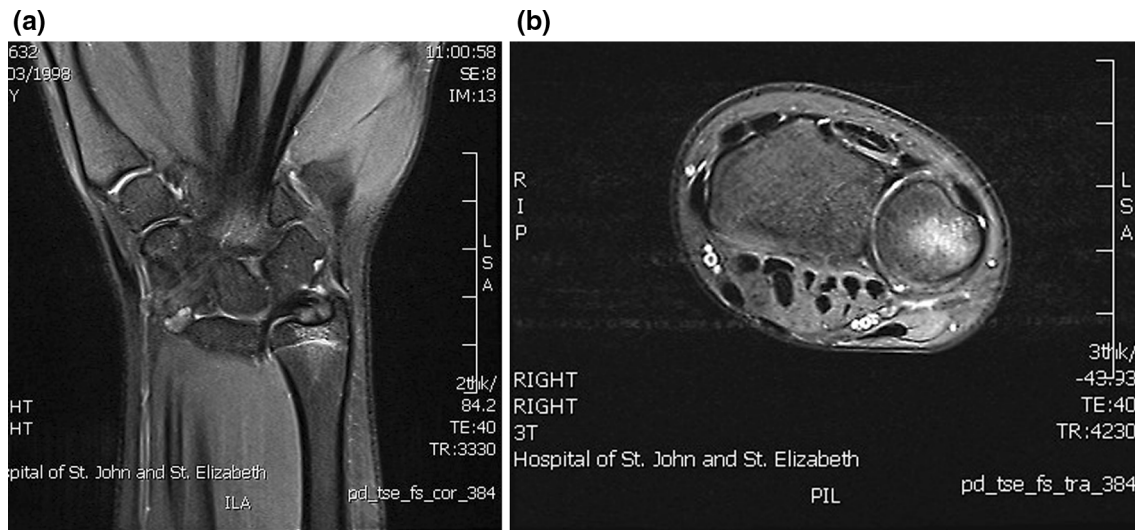 (a)
632
03/1998
Y
11:00:58
SE:8
IM:13
L
S
A
2thk/
84.2
TE:40
TR:3330
HT
HT
spital of St. John and St. Elizabeth
ILA
pd_tse_fs_cor_384
(b)
R
I
P
L
S
A
3thk/
-43.93
TE:40
TR:4230
RIGHT
RIGHT
3T
Hospital of St. John and St. Elizabeth
PIL
pd_tse_fs_tra_384